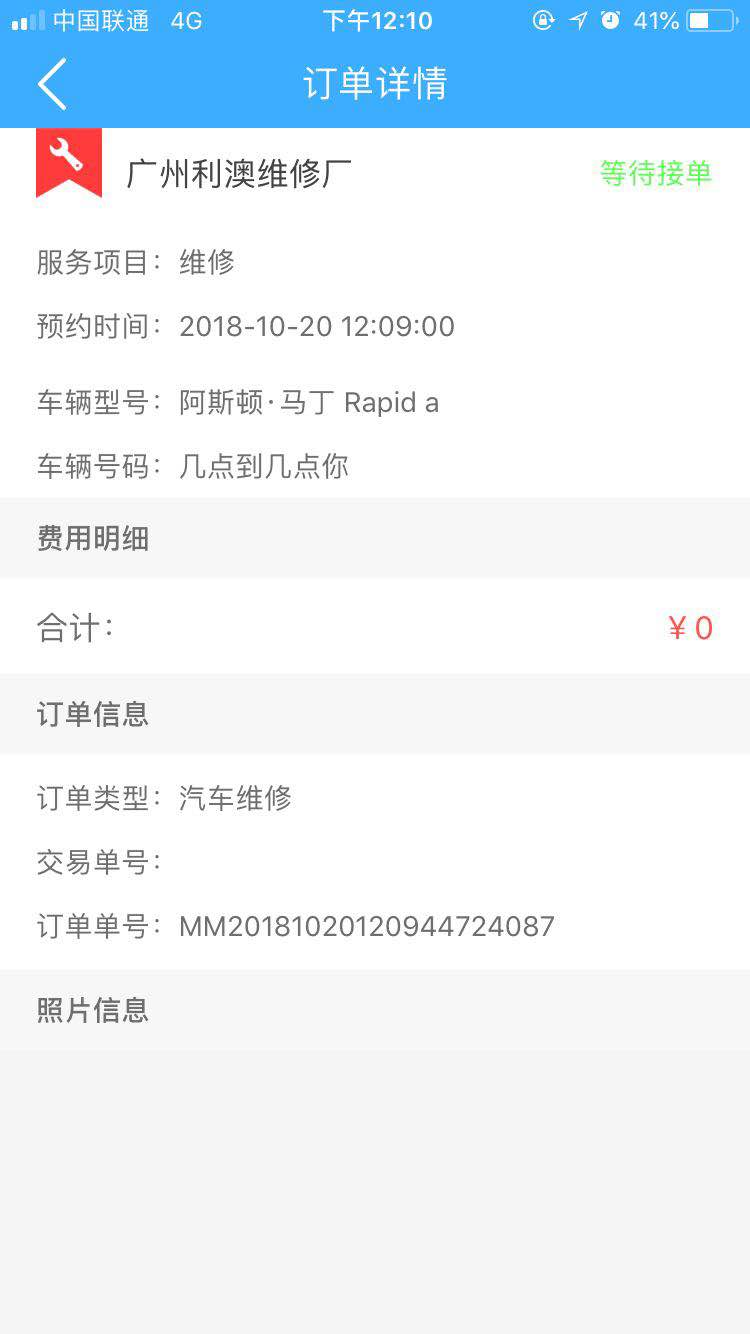 中国联通 4G 下午12:10 41%
订单详情
广州利澳维修厂 等待接单
服务项目：维修
预约时间：2018-10-20 12:09:00
车辆型号：阿斯顿·马丁 Rapid a
车辆号码：几点到几点你
费用明细
合计： ￥0
订单信息
订单类型：汽车维修
交易单号：
订单单号：MM20181020120944724087
照片信息